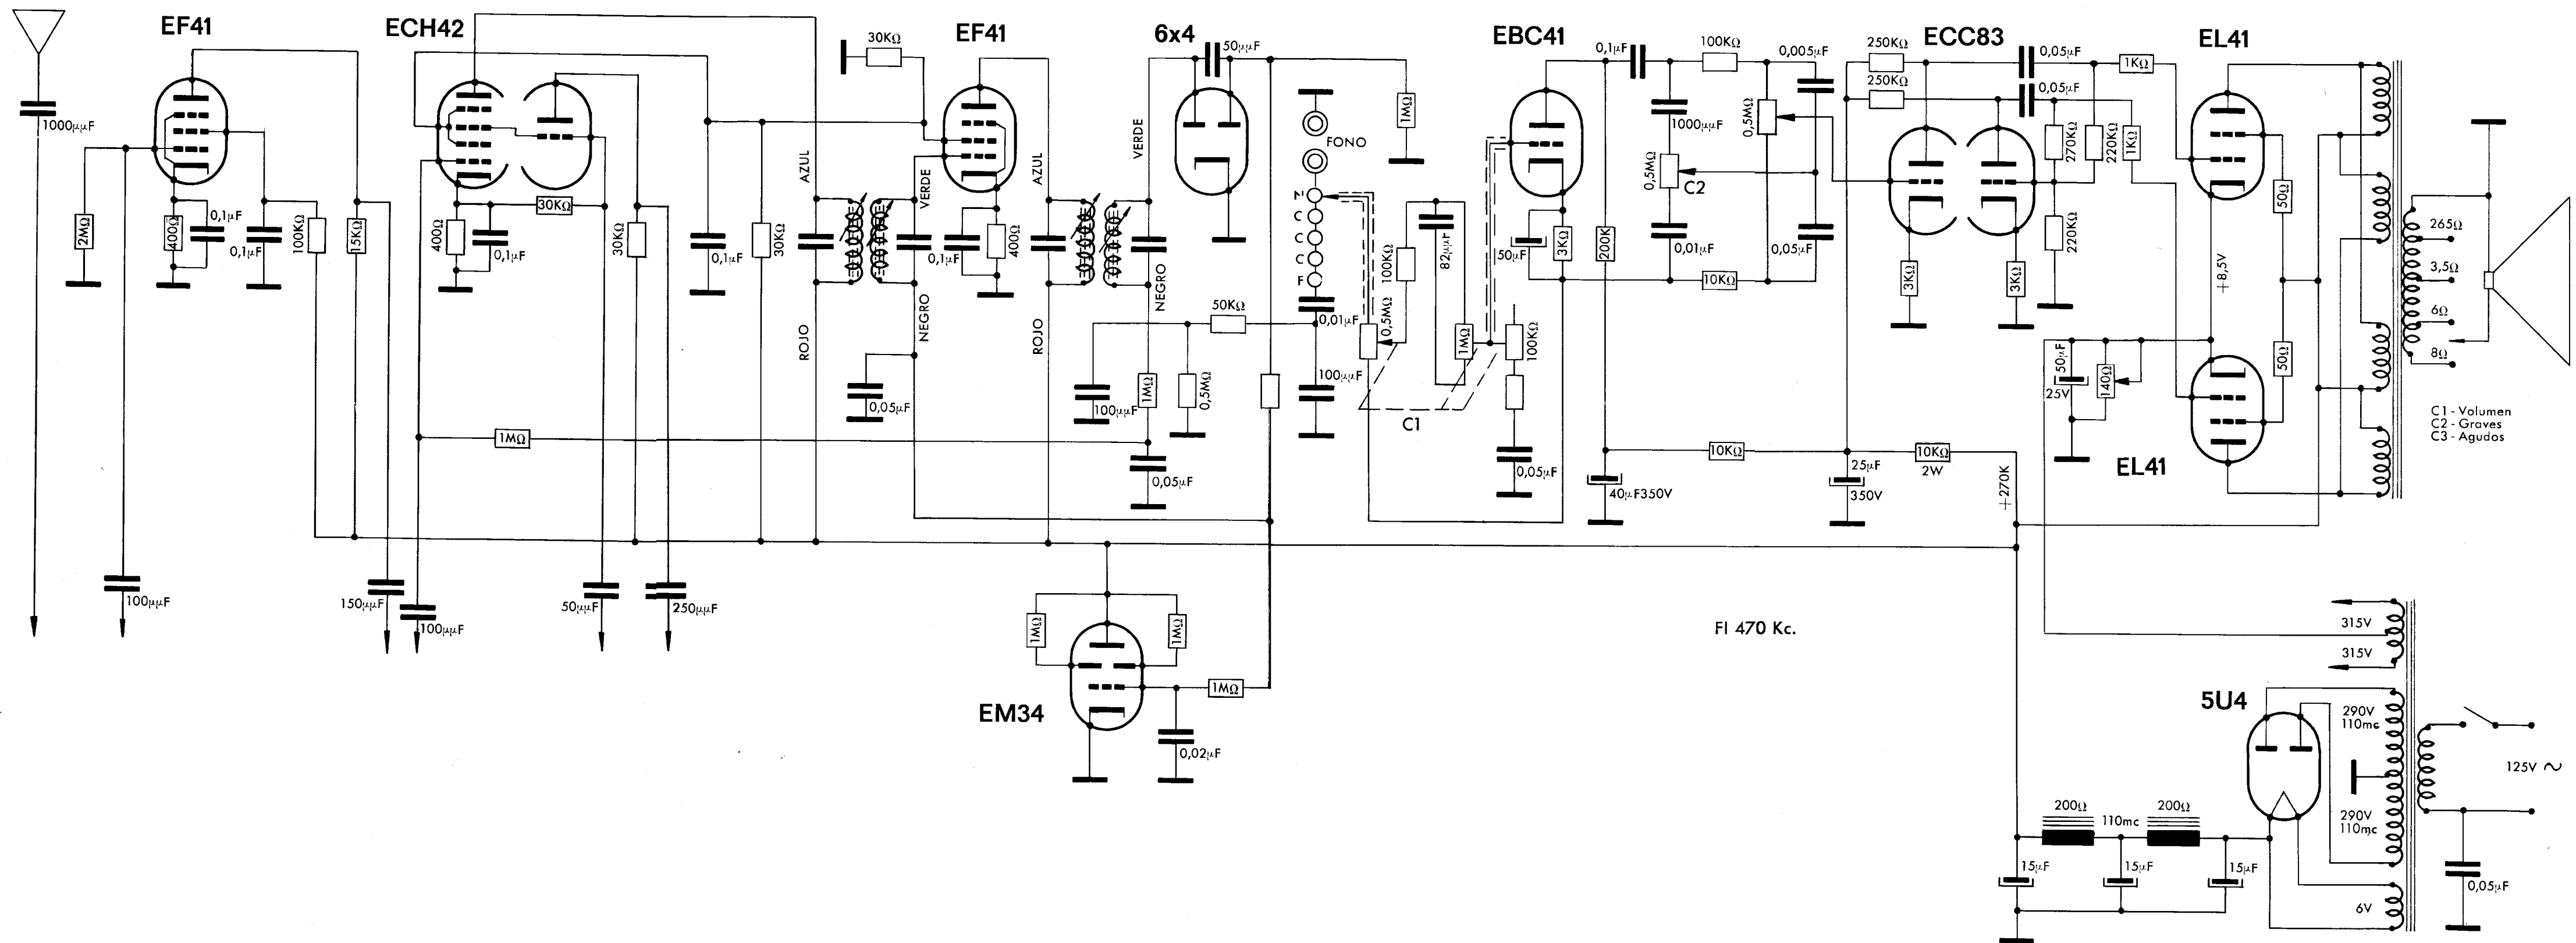 EF41
ECH42
EF41
6x4
EBC41
ECC83
EL41
1000µµF
2MΩ
400Ω
0,1µF
0,1µF
100KΩ
15KΩ
400Ω
0,1µF
30KΩ
30KΩ
0,1µF
30KΩ
30KΩ
AZUL
ROJO
VERDE
NEGRO
0,1µF
400Ω
AZUL
ROJO
VERDE
NEGRO
50µµF
FONO
N
C
C
C
F
1MΩ
50KΩ
0,01µF
100µµF
0,5MΩ
1MΩ
100µµF
0,05µF
1MΩ
0,05µF
0,5MΩ
100KΩ
82µµF
1MΩ
100KΩ
C1
0,05µF
50µF
3KΩ
200K
0,1µF
100KΩ
0,005µF
1000µµF
0,5MΩ
0,5MΩ
C2
0,01µF
0,05µF
10KΩ
250KΩ
250KΩ
0,05µF
0,05µF
1KΩ
270KΩ
220KΩ
1KΩ
220KΩ
3KΩ
3KΩ
50Ω
50Ω
+8,5V
50µF
25V
140Ω
EL41
265Ω
3,5Ω
6Ω
8Ω
C1 - Volumen
C2 - Graves
C3 - Agudos
10KΩ
40µF350V
25µF
350V
10KΩ
2W
+270K
100µµF
150µµF
100µµF
50µµF
250µµF
1MΩ
1MΩ
EM34
1MΩ
0,02µF
FI 470 Kc.
315V
315V
5U4
290V
110mc
290V
110mc
6V
125V ~
0,05µF
200Ω
110mc
200Ω
15µF
15µF
15µF